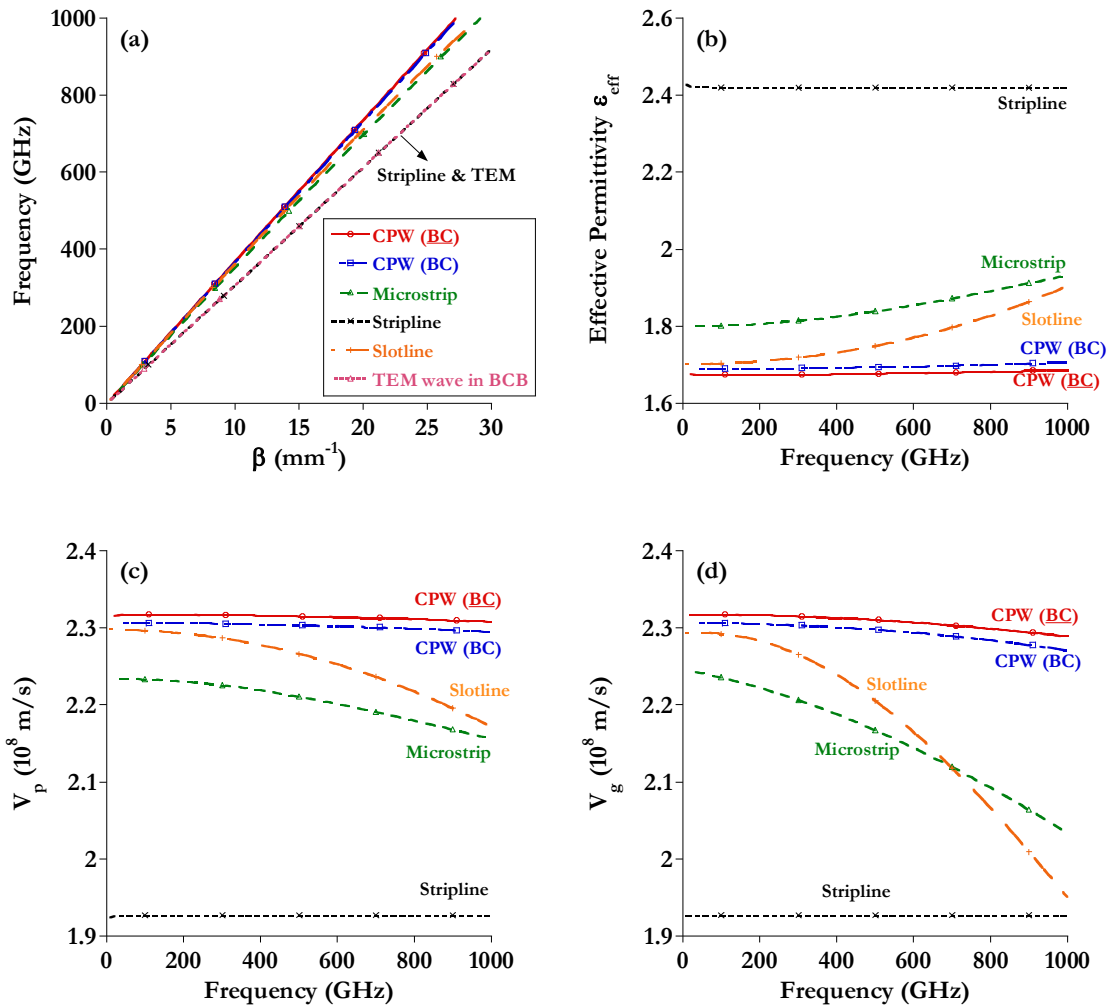 (a)
1000
800
600
400
200
0
Frequency (GHz)
Stripline & TEM
CPW (BC)
CPW (BC)
Microstrip
Stripline
Slotline
TEM wave in BCB
0 5 10 15 20 25 30
β (mm⁻¹)
(b)
2.6
2.4
2.2
2
1.8
1.6
Effective Permittivity ε_eff
Stripline
Microstrip
Slotline
CPW (BC)
CPW (BC)
0 200 400 600 800 1000
Frequency (GHz)
(c)
2.4
2.3
2.2
2.1
2
1.9
V_p (10⁸ m/s)
CPW (BC)
CPW (BC)
Slotline
Microstrip
Stripline
0 200 400 600 800 1000
Frequency (GHz)
(d)
2.4
2.3
2.2
2.1
2
1.9
V_g (10⁸ m/s)
CPW (BC)
CPW (BC)
Slotline
Microstrip
Stripline
0 200 400 600 800 1000
Frequency (GHz)